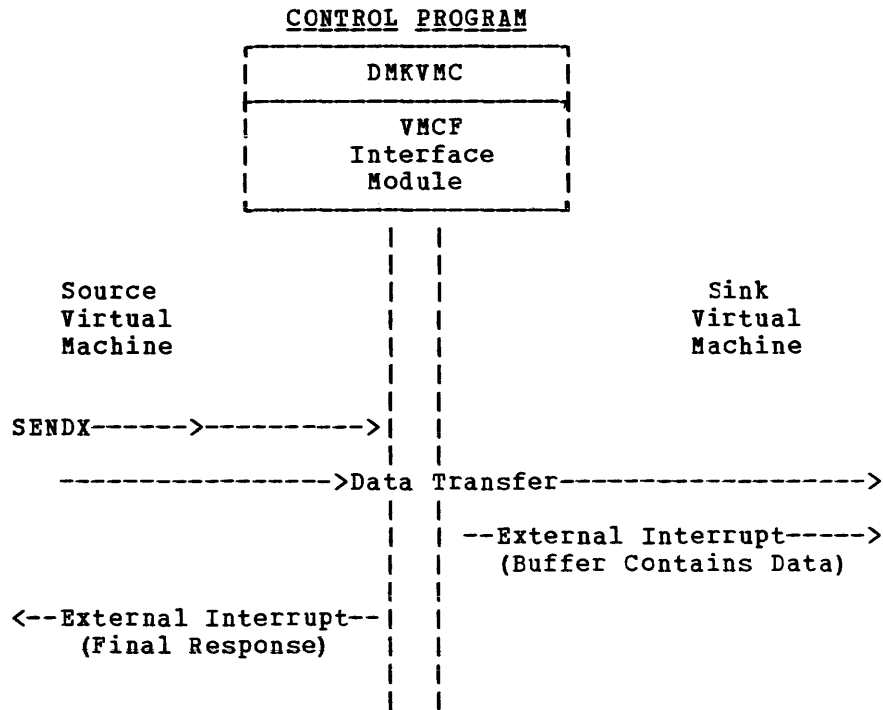 CONTROL PROGRAM
DMKVMC
VMCF
Interface
Module
Source
Virtual
Machine
Sink
Virtual
Machine
SENDX------>---------->
----------------->Data Transfer------------------->
--External Interrupt----->
(Buffer Contains Data)
<--External Interrupt--
(Final Response)